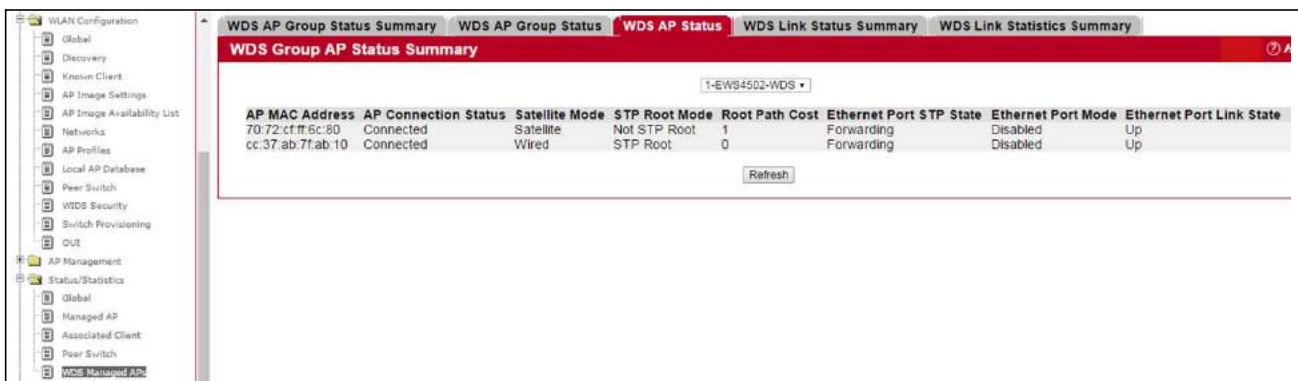 WLAN Configuration
Global
Discovery
Known Client
AP Image Settings
AP Image Availability List
Networks
AP Profiles
Local AP Database
Peer Switch
WIDS Security
Switch Provisioning
OUI
AP Management
Status/Statistics
Global
Managed AP
Associated Client
Peer Switch
WDS Managed APs
WDS AP Group Status Summary WDS AP Group Status WDS AP Status WDS Link Status Summary WDS Link Statistics Summary
WDS Group AP Status Summary
1-EWS4502-WDS
AP MAC Address AP Connection Status Satellite Mode STP Root Mode Root Path Cost Ethernet Port STP State Ethernet Port Mode Ethernet Port Link State
70:72:cf:ff:6c:80 Connected Satellite Not STP Root 1 Forwarding Disabled Up
cc:37:ab:7f:ab:10 Connected Wired STP Root 0 Forwarding Disabled Up
Refresh